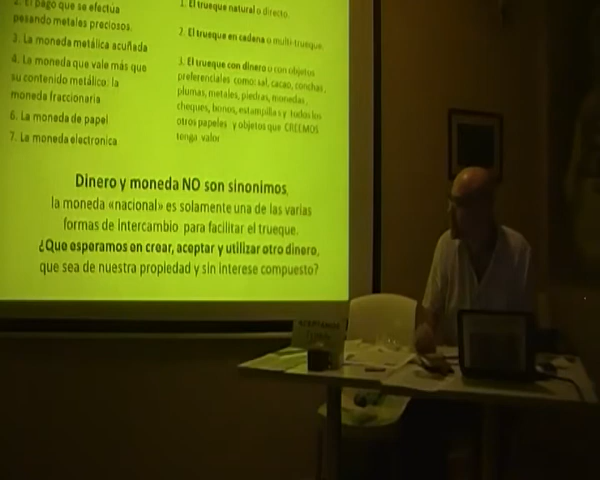 2. El pago que se efectúa
pesando metales preciosos.
3. La moneda metálica acuñada
4. La moneda que vale más que
su contenido metálico: la
moneda fraccionaria
6. La moneda de papel
7. La moneda electronica
1. El trueque natural o directo.
2. El trueque en cadena o multi-trueque.
3. El trueque con dinero u con objetos
preferenciales como: sal, cacao, conchas,
plumas, metales, piedras, monedas,
cheques, bonos, estampillas y todos los
otros papeles y objetos que CREEMOS
tenga valor
Dinero y moneda NO son sinonimos,
la moneda «nacional» es solamente una de las varias
formas de intercambio para facilitar el trueque.
¿Que esperamos en crear, aceptar y utilizar otro dinero,
que sea de nuestra propiedad y sin interese compuesto?